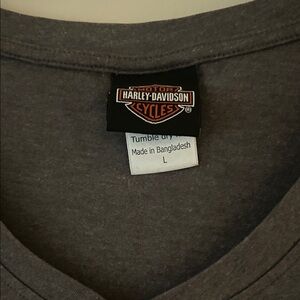 MOTOR
HARLEY-DAVIDSON
CYCLES
®
Tumble dry
Made in Bangladesh
L